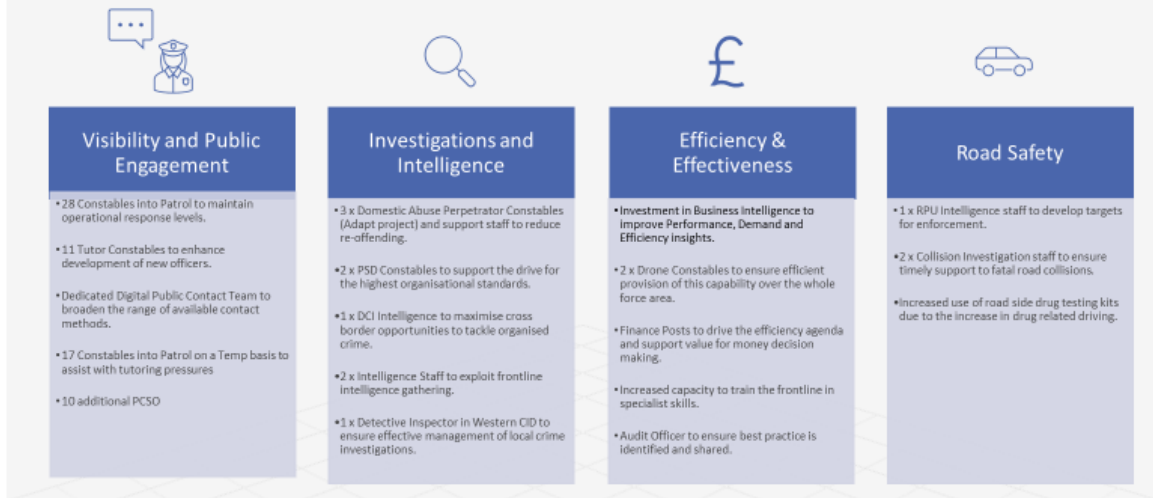 Visibility and Public
Engagement
•28 Constables into Patrol to maintain
operational response levels.
•11 Tutor Constables to enhance
development of new officers.
•Dedicated Digital Public Contact Team to
broaden the range of available contact
methods.
•17 Constables into Patrol on a Temp basis to
assist with tutoring pressures
•10 additional PCSO
Investigations and
Intelligence
•3 x Domestic Abuse Perpetrator Constables
(Adapt project) and support staff to reduce
re-offending.
•2 x PSD Constables to support the drive for
the highest organisational standards.
•1 x DCI Intelligence to maximise cross
border opportunities to tackle organised
crime.
•2 x Intelligence Staff to exploit frontline
intelligence gathering.
•1 x Detective Inspector in Western CID to
ensure effective management of local crime
investigations.
£
Efficiency &
Effectiveness
•Investment in Business Intelligence to
improve Performance, Demand and
Efficiency insights.
•2 x Drone Constables to ensure efficient
provision of this capability over the whole
force area.
•Finance Posts to drive the efficiency agenda
and support value for money decision
making.
•Increased capacity to train the frontline in
specialist skills.
•Audit Officer to ensure best practice is
identified and shared.
Road Safety
•1 x RPU Intelligence staff to develop targets
for enforcement.
•2 x Collision Investigation staff to ensure
timely support to fatal road collisions.
•Increased use of road side drug testing kits
due to the increase in drug related driving.